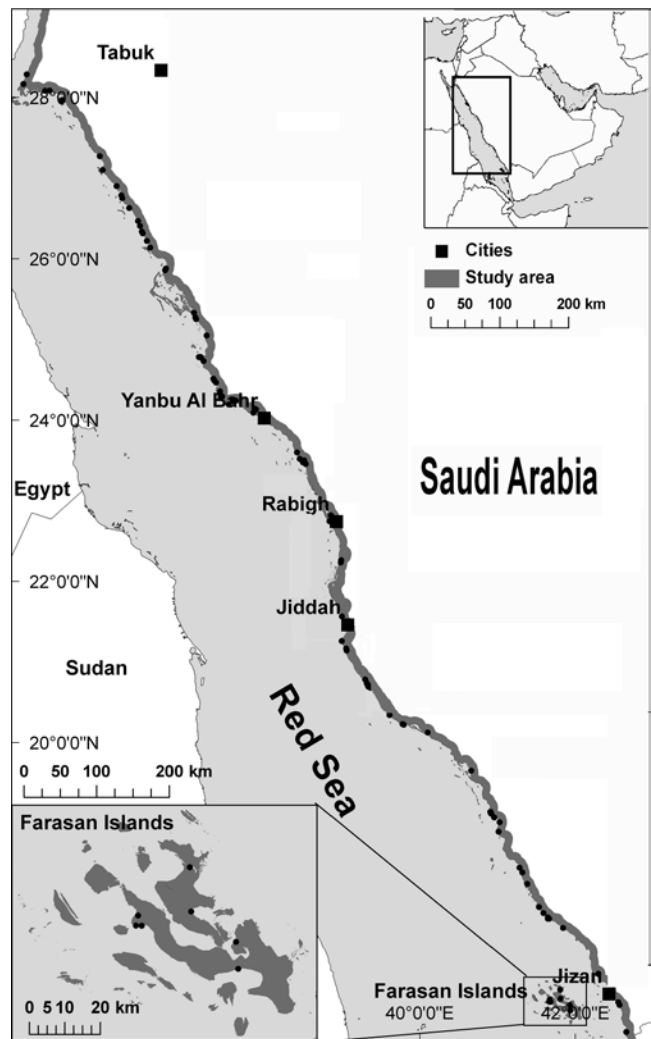 Tabuk
28°0'0"N
Cities
Study area
0 50 100 200 km
26°0'0"N
Yanbu Al Bahr
24°0'0"N
Saudi Arabia
Egypt
Rabigh
22°0'0"N
Jiddah
Sudan
Red Sea
20°0'0"N
0 50 100 200 km
Farasan Islands
0 5 10 20 km
Jizan
Farasan Islands
40°0'0"E
42°0'0"E